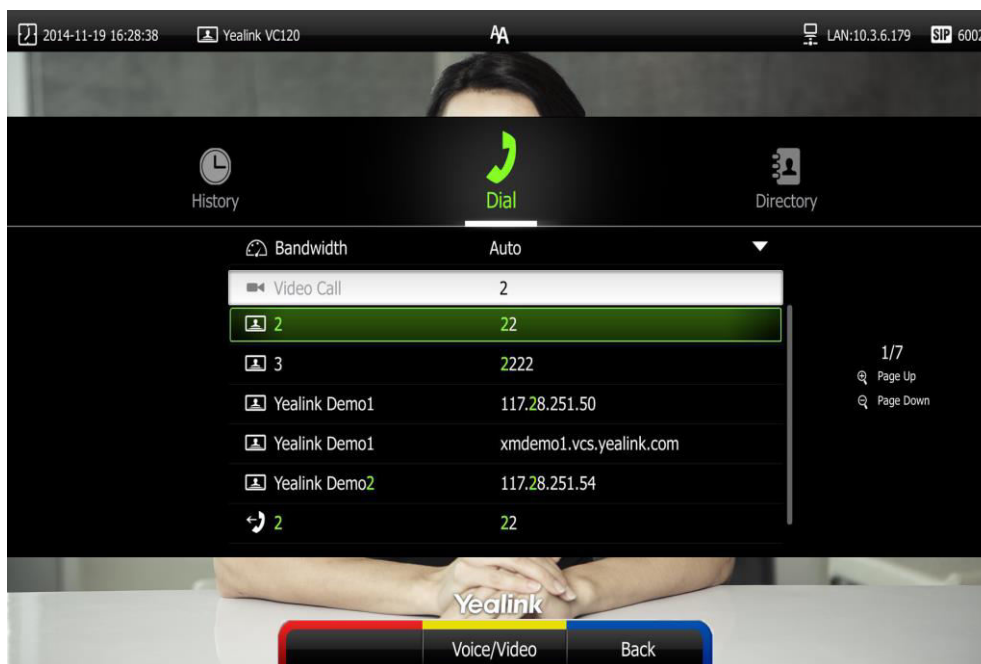 2014-11-19 16:28:38 Yealink VC120 AA LAN:10.3.6.179 SIP 6002
History Dial Directory
Bandwidth Auto
Video Call 2
2 22
3 2222
Yealink Demo1 117.28.251.50
Yealink Demo1 xmdemo1.vcs.yealink.com
Yealink Demo2 117.28.251.54
2 22
1/7
Page Up
Page Down
Yealink
Voice/Video Back